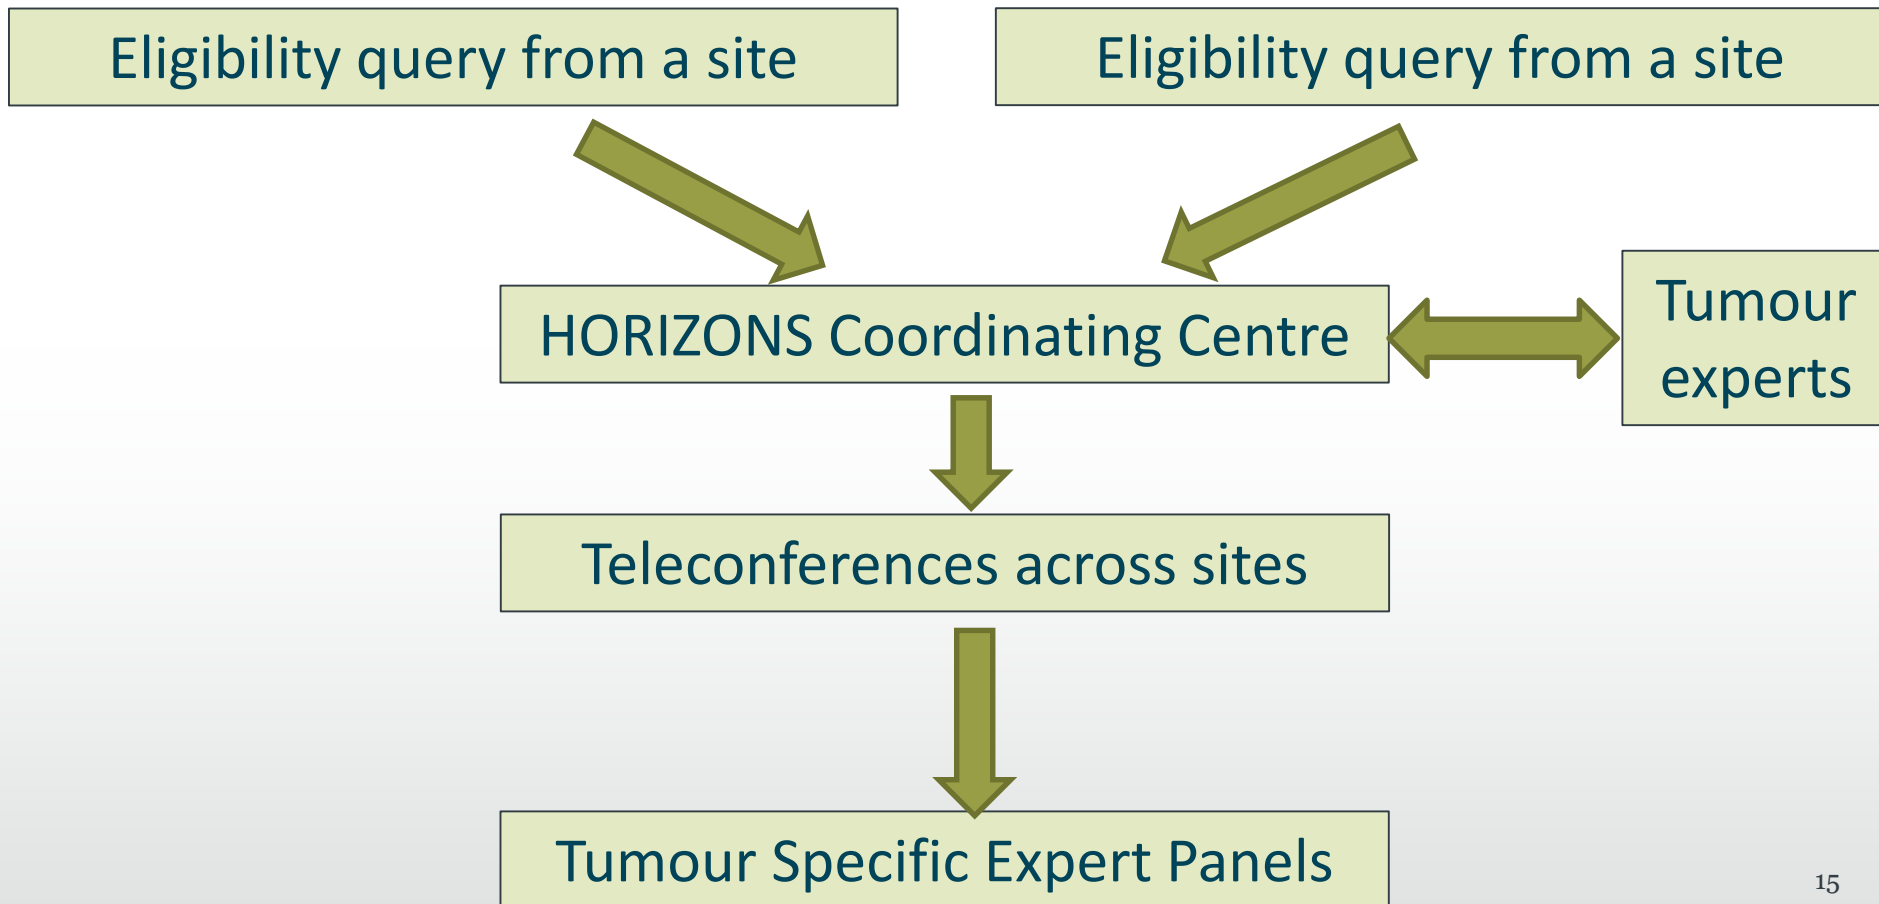 Eligibility query from a site
Eligibility query from a site
HORIZONS Coordinating Centre
Tumour
experts
Teleconferences across sites
Tumour Specific Expert Panels
15